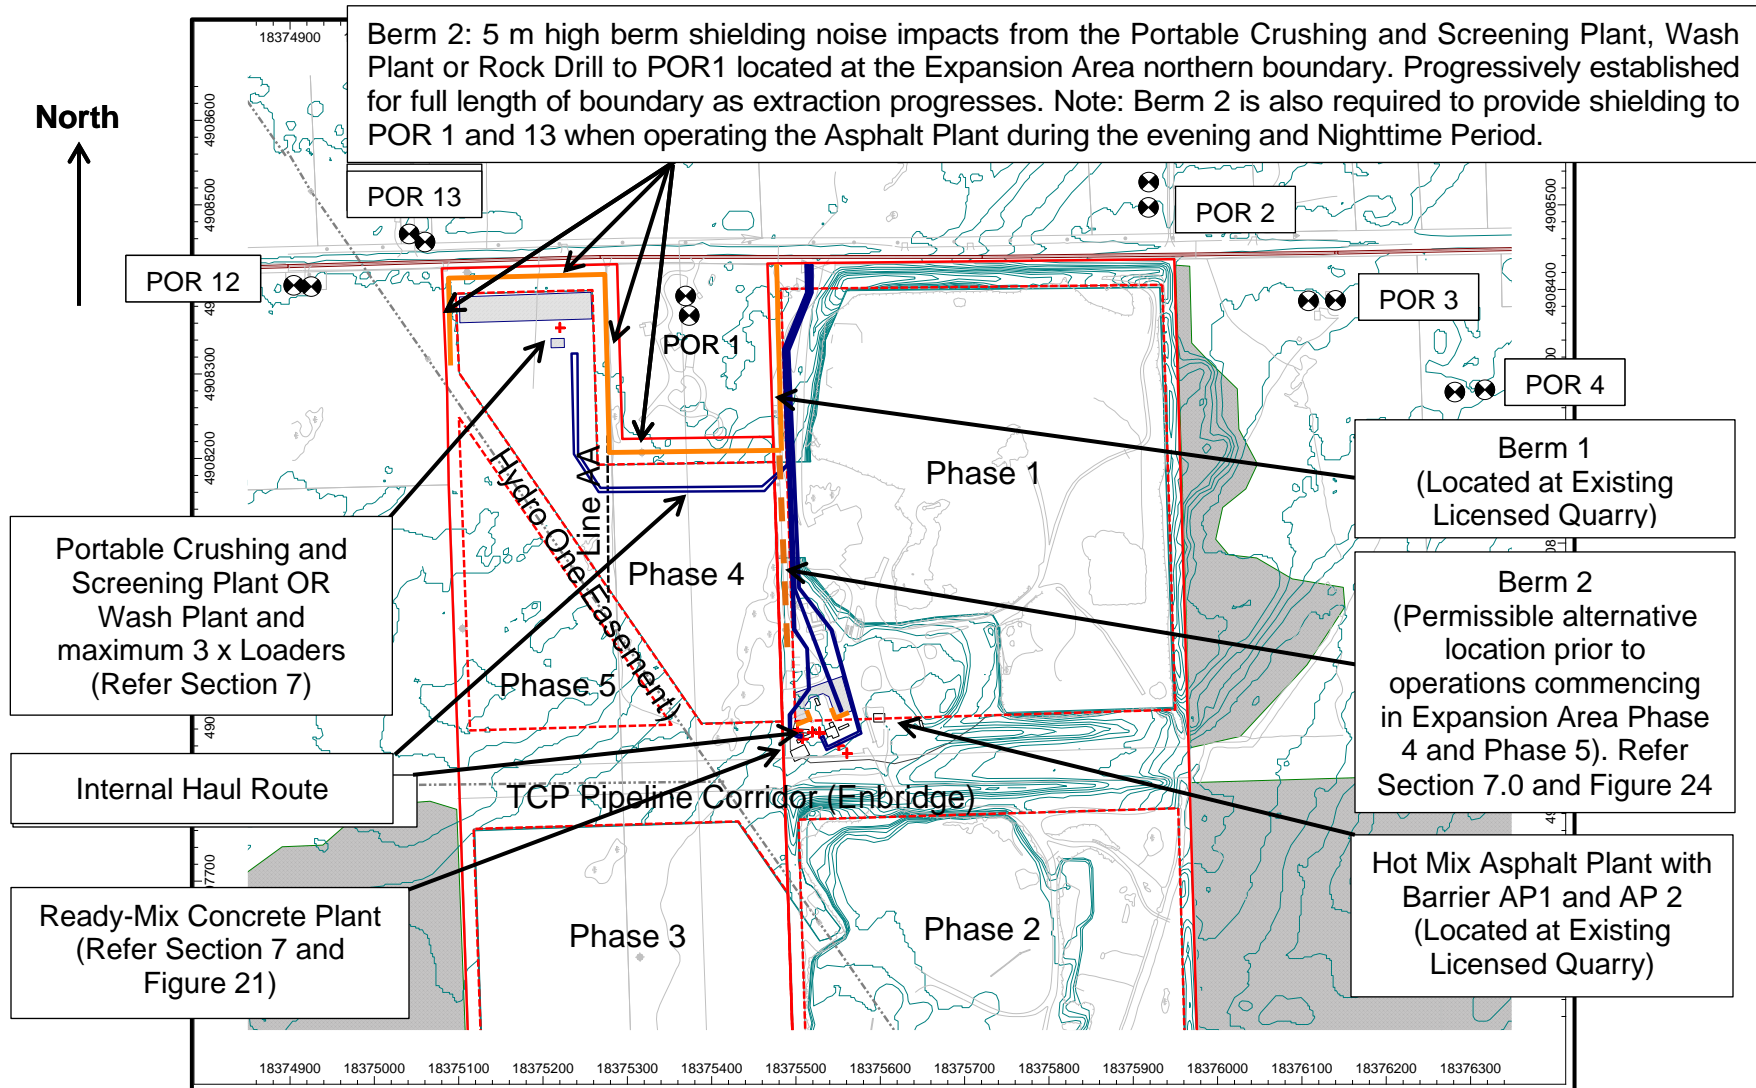 Berm 2: 5 m high berm shielding noise impacts from the Portable Crushing and Screening Plant, Wash
Plant or Rock Drill to POR1 located at the Expansion Area northern boundary. Progressively established
for full length of boundary as extraction progresses. Note: Berm 2 is also required to provide shielding to
POR 1 and 13 when operating the Asphalt Plant during the evening and Nighttime Period.
18374900
North
4908600
4908500
4908500
POR 13
POR 2
POR 12
4908400
POR 3
POR 1
4908300
POR 4
4908200
Hydro One Easement)
Line AA
Phase 1
Berm 1
(Located at Existing
Licensed Quarry)
Portable Crushing and
Screening Plant OR
Wash Plant and
maximum 3 x Loaders
(Refer Section 7)
Phase 4
Phase 5
Berm 2
(Permissible alternative
location prior to
operations commencing
in Expansion Area Phase
4 and Phase 5). Refer
Section 7.0 and Figure 24
Internal Haul Route
TCP Pipeline Corridor (Enbridge)
Hot Mix Asphalt Plant with
Barrier AP1 and AP 2
(Located at Existing
Licensed Quarry)
Ready-Mix Concrete Plant
(Refer Section 7 and
Figure 21)
Phase 3
Phase 2
18374900 18375000 18375100 18375200 18375300 18375400 18375500 18375600 18375700 18375800 18375900 18376000 18376100 18376200 18376300